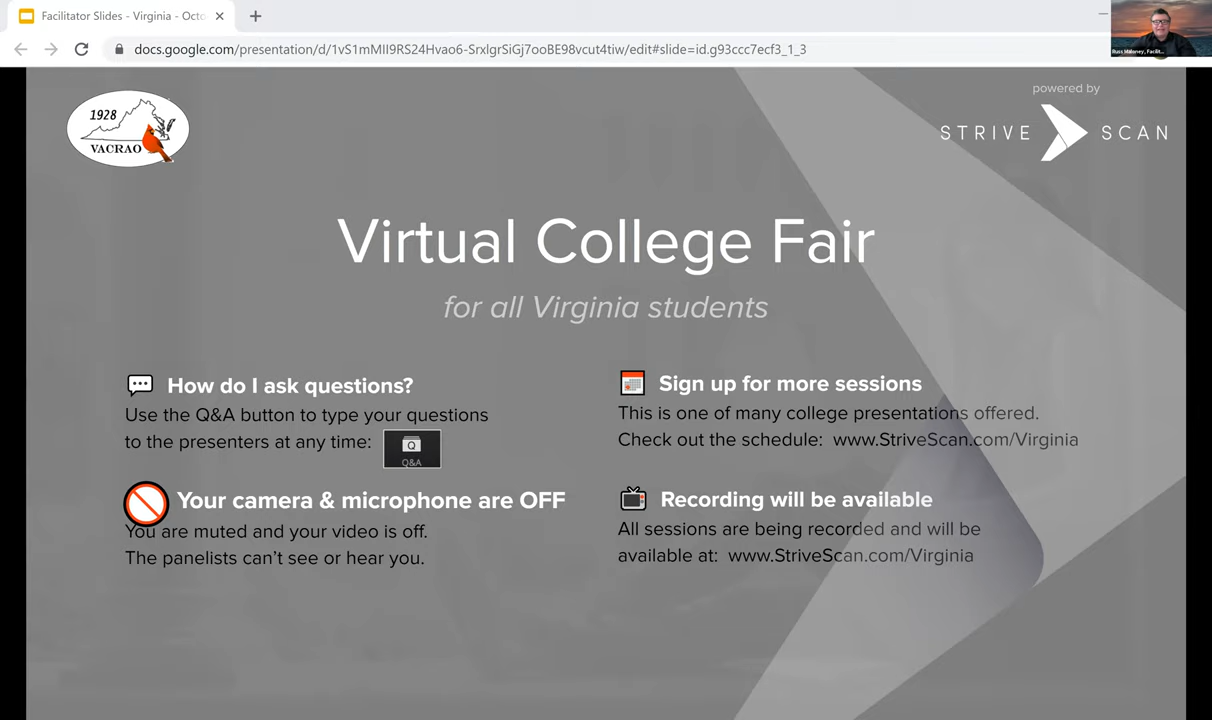 Facilitator Slides - Virginia - Octo
docs.google.com/presentation/d/1vS1mMlI9RS24Hvao6-SrxlgrSiGj7ooBE98vcut4tiw/edit#slide=id.g93ccc7ecf3_1_3
Russ Maloney, Facilit...
1928
VACRAO
powered by
STRIVE SCAN
Virtual College Fair
for all Virginia students
How do I ask questions?
Use the Q&A button to type your questions
to the presenters at any time:
Q
Q&A
Your camera & microphone are OFF
You are muted and your video is off.
The panelists can't see or hear you.
Sign up for more sessions
This is one of many college presentations offered.
Check out the schedule: www.StriveScan.com/Virginia
Recording will be available
All sessions are being recorded and will be
available at: www.StriveScan.com/Virginia